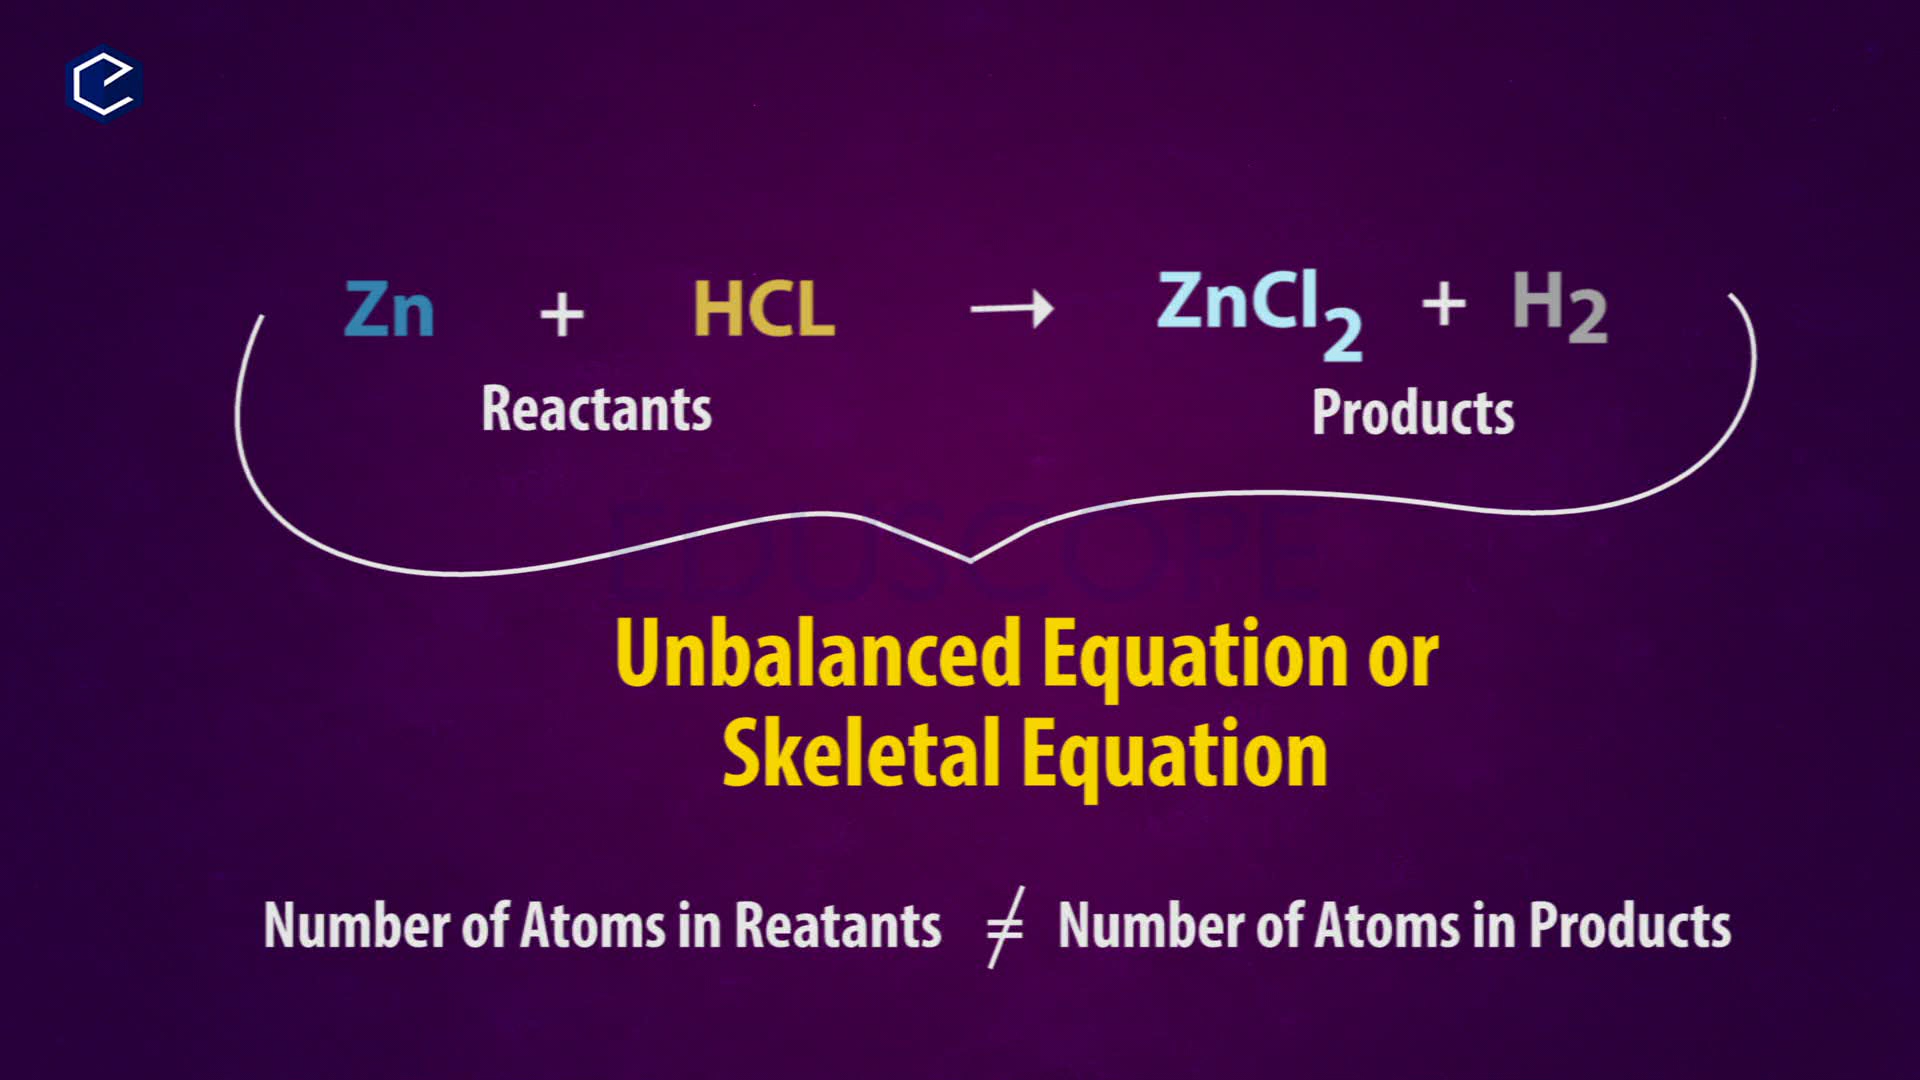 Zn + HCL → ZnCl₂ + H₂
Reactants Products
EDUSCOPE
Unbalanced Equation or
Skeletal Equation
Number of Atoms in Reatants ≠ Number of Atoms in Products